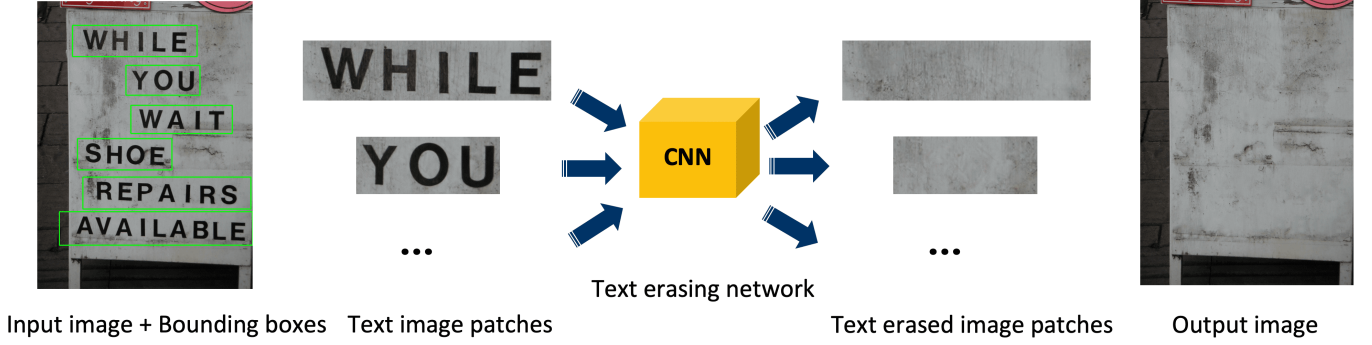 WHILE
YOU
WAIT
SHOE
REPAIRS
AVAILABLE
WHILE
YOU
...
CNN
...
Text erasing network
Input image + Bounding boxes
Text image patches
Text erased image patches
Output image